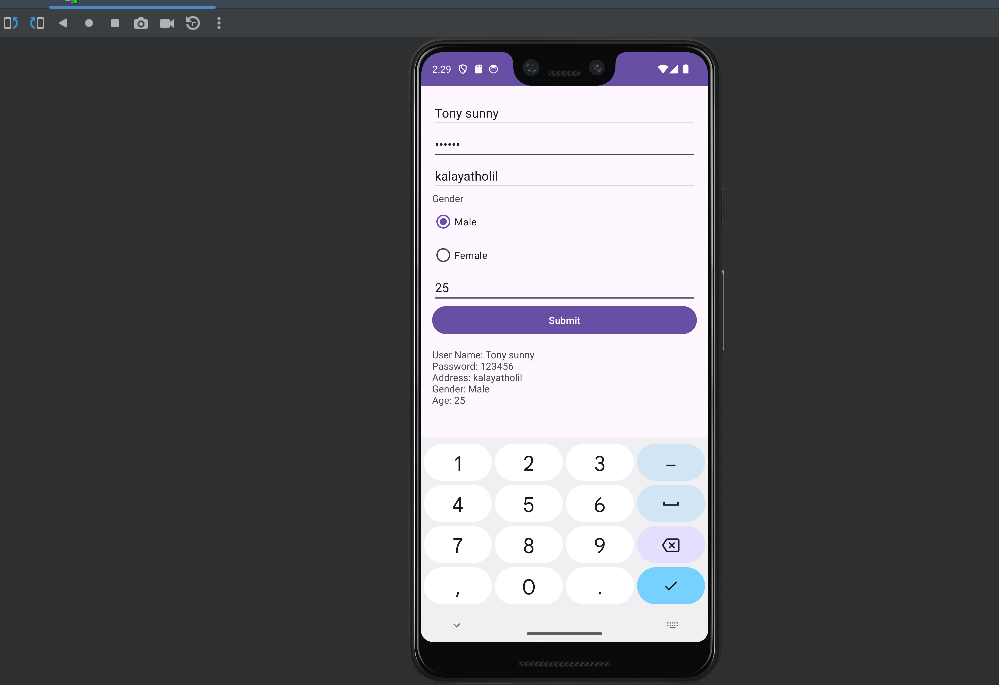 2:29
Tony sunny
••••••
kalayatholil
Gender
Male
Female
25
Submit
User Name: Tony sunny
Password: 123456
Address: kalayatholil
Gender: Male
Age: 25
1 2 3 –
4 5 6
7 8 9
, 0 .